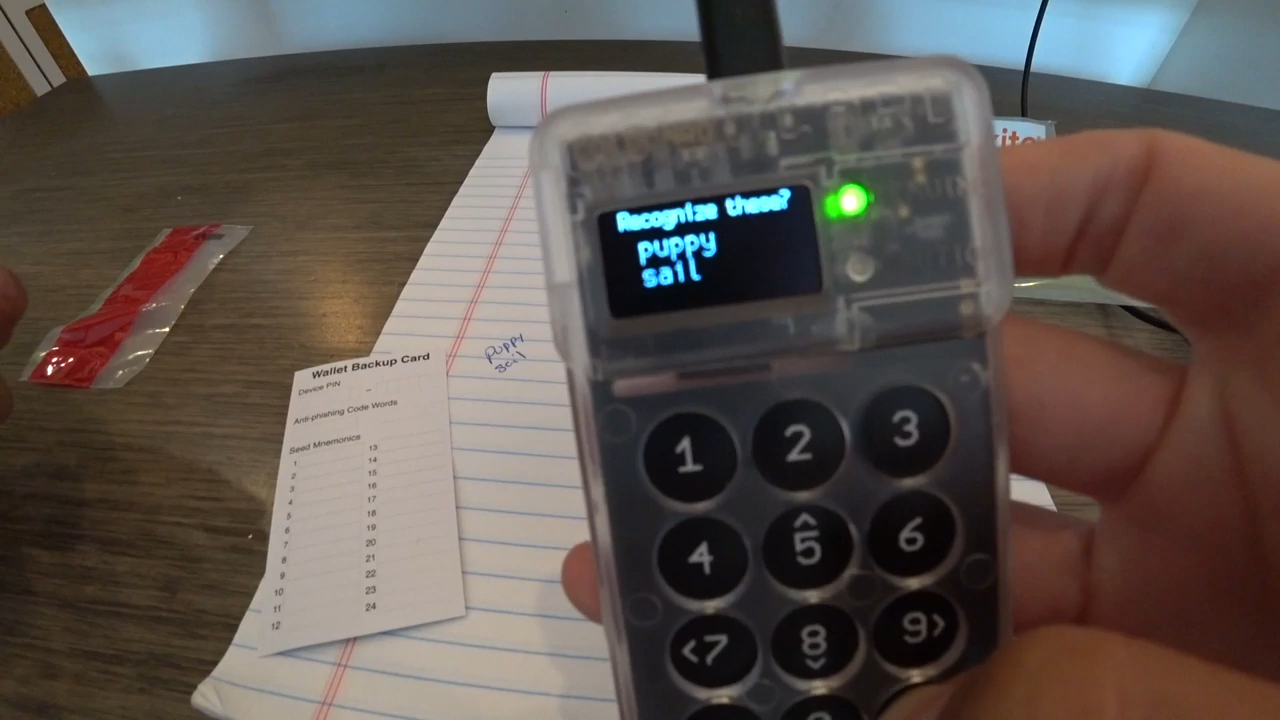 Recognize these?
puppy
sail
puppy
sail
Wallet Backup Card
Device PIN
–
Anti-phishing Code Words
Seed Mnemonics
1
2
3
4
5
6
7
8
9
10
11
12
13
14
15
16
17
18
19
20
21
22
23
24
1 2 3
4 ^5 6
<7 8 9>